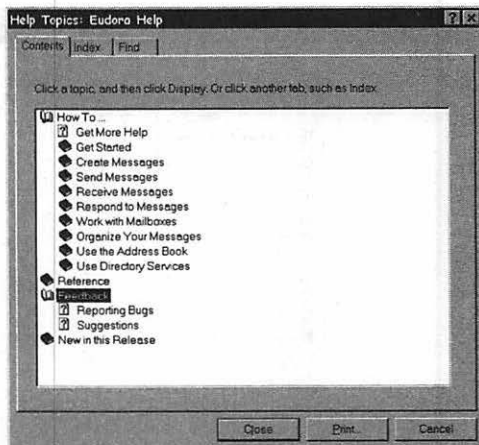 Help Topics: Eudora Help
Contents Index Find
Click a topic, and then click Display. Or click another tab, such as Index.
How To ...
Get More Help
Get Started
Create Messages
Send Messages
Receive Messages
Respond to Messages
Work with Mailboxes
Organize Your Messages
Use the Address Book
Use Directory Services
Reference
Feedback
Reporting Bugs
Suggestions
New in this Release
Close Print... Cancel